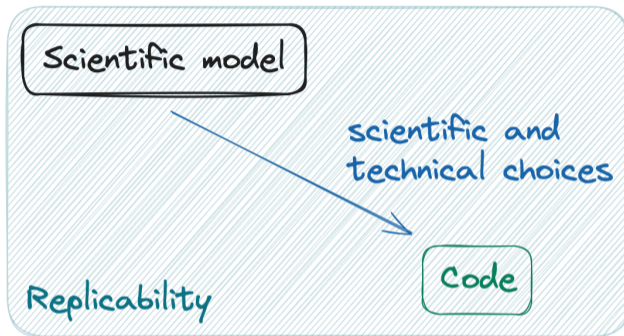 Scientific model
scientific and
technical choices
Code
Replicability